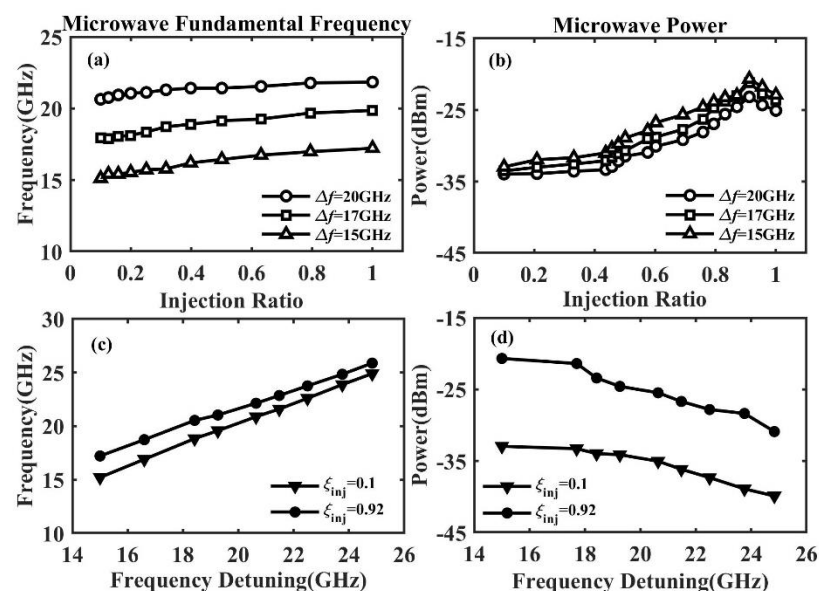 Microwave Fundamental Frequency
Microwave Power
(a)
Frequency(GHz)
25
20
15
10
Δf=20GHz
Δf=17GHz
Δf=15GHz
0 0.2 0.4 0.6 0.8 1
Injection Ratio
(b)
Power(dBm)
-15
-25
-35
-45
Δf=20GHz
Δf=17GHz
Δf=15GHz
0 0.2 0.4 0.6 0.8 1
Injection Ratio
(c)
Frequency(GHz)
30
25
20
15
10
ξinj=0.1
ξinj=0.92
14 16 18 20 22 24 26
Frequency Detuning(GHz)
(d)
Power(dBm)
-15
-25
-35
-45
ξinj=0.1
ξinj=0.92
14 16 18 20 22 24 26
Frequency Detuning(GHz)